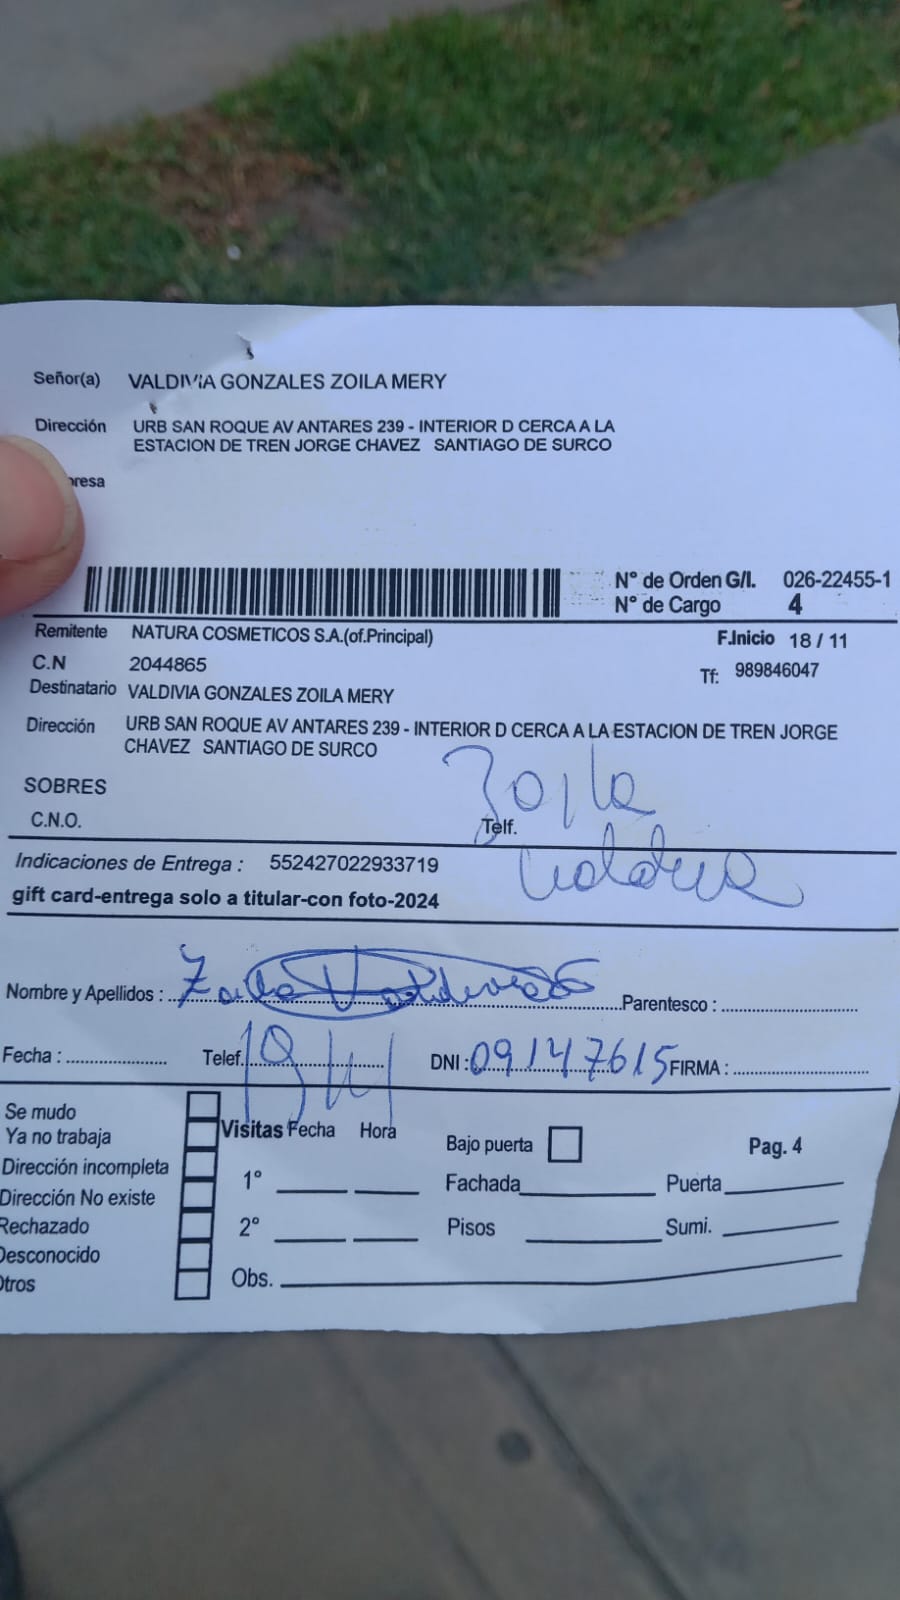 Señor(a) VALDIVIA GONZALES ZOILA MERY
Dirección URB SAN ROQUE AV ANTARES 239 - INTERIOR D CERCA A LA
ESTACION DE TREN JORGE CHAVEZ SANTIAGO DE SURCO
presa
N° de Orden G/I. 026-22455-1
N° de Cargo 4
Remitente NATURA COSMETICOS S.A.(of.Principal) F.Inicio 18 / 11
C.N 2044865 Tf: 989846047
Destinatario VALDIVIA GONZALES ZOILA MERY
Dirección URB SAN ROQUE AV ANTARES 239 - INTERIOR D CERCA A LA ESTACION DE TREN JORGE
CHAVEZ SANTIAGO DE SURCO
Zoila
SOBRES
C.N.O. Telf.
Valdivia
Indicaciones de Entrega : 552427022933719
gift card-entrega solo a titular-con foto-2024
Nombre y Apellidos : Zoila Valdivia G Parentesco :
Fecha : Telef. DNI : 09147615 FIRMA :
Se mudo
Ya no trabaja
Dirección incompleta
Dirección No existe
Rechazado
Desconocido
Otros
Visitas Fecha Hora
1°
2°
Obs.
Bajo puerta Pag. 4
Fachada Puerta
Pisos Sumi.